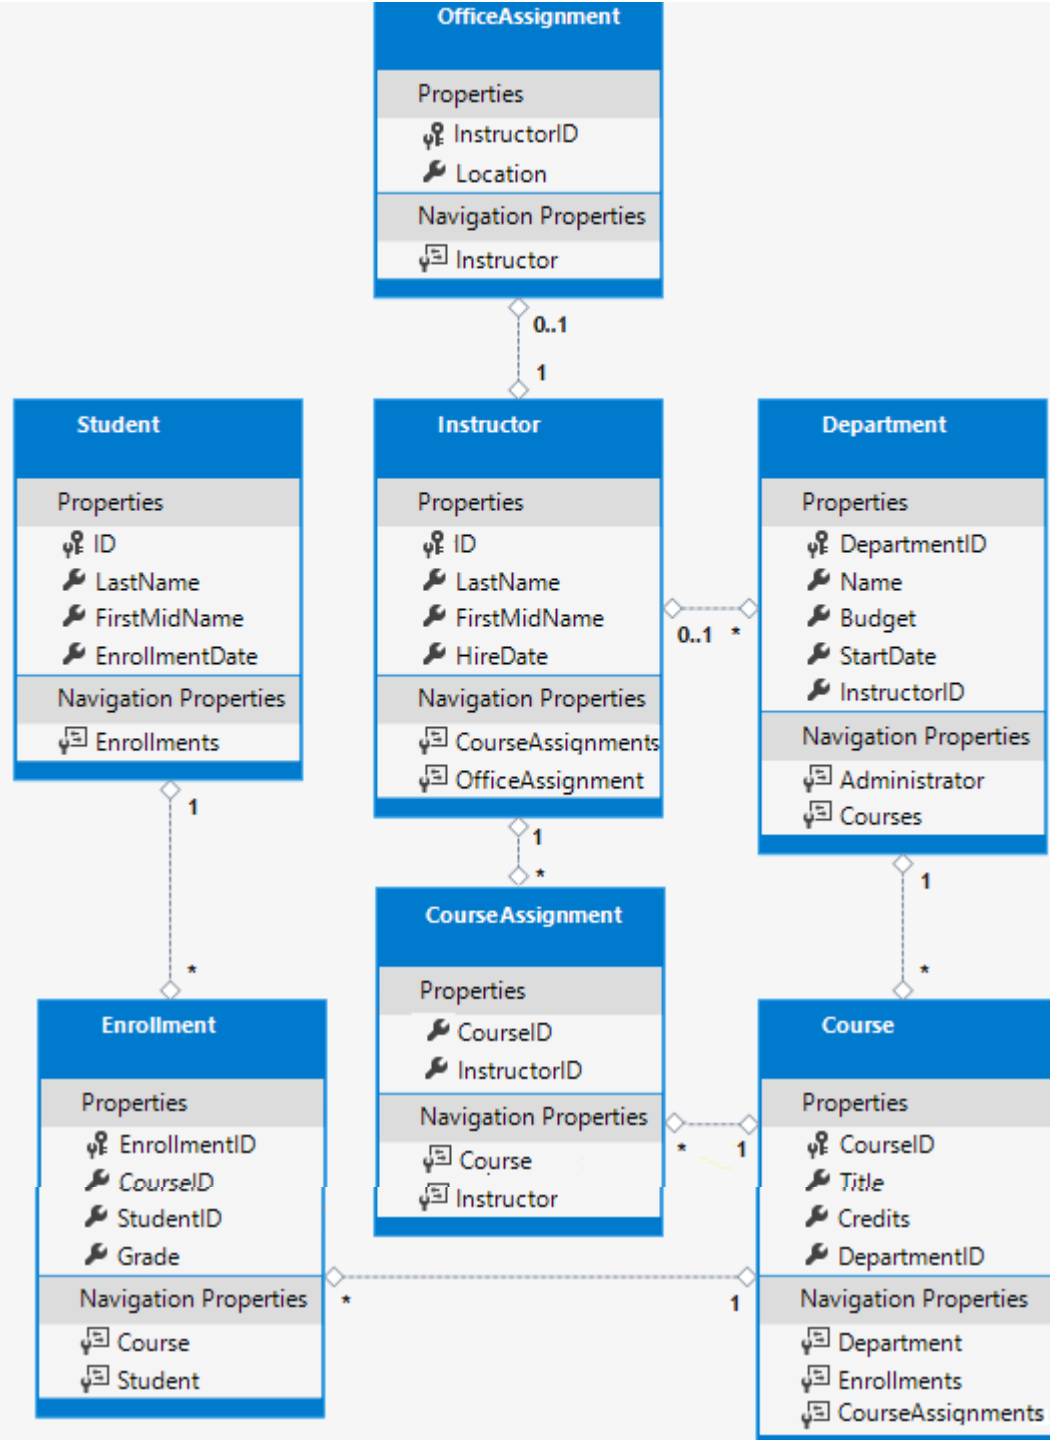 OfficeAssignment
Properties
InstructorID
Location
Navigation Properties
Instructor
0..1
1
Student
Properties
ID
LastName
FirstMidName
EnrollmentDate
Navigation Properties
Enrollments
Instructor
Properties
ID
LastName
FirstMidName
HireDate
Navigation Properties
CourseAssignments
OfficeAssignment
0..1 *
Department
Properties
DepartmentID
Name
Budget
StartDate
InstructorID
Navigation Properties
Administrator
Courses
1
*
1
*
1
*
Enrollment
Properties
EnrollmentID
CourseID
StudentID
Grade
Navigation Properties
Course
Student
CourseAssignment
Properties
CourseID
InstructorID
Navigation Properties
Course
Instructor
* 1
Course
Properties
CourseID
Title
Credits
DepartmentID
Navigation Properties
Department
Enrollments
CourseAssignments
* 1